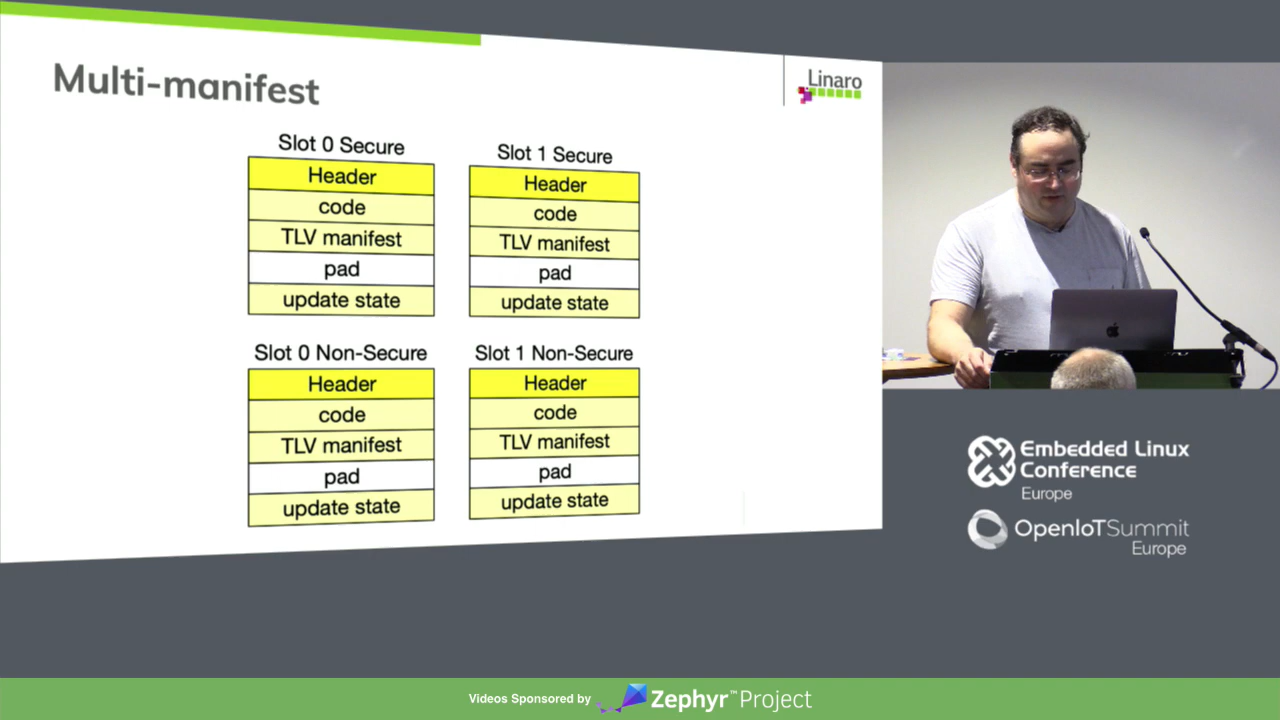 Multi-manifest
Linaro
Slot 0 Secure
Header
code
TLV manifest
pad
update state
Slot 1 Secure
Header
code
TLV manifest
pad
update state
Slot 0 Non-Secure
Header
code
TLV manifest
pad
update state
Slot 1 Non-Secure
Header
code
TLV manifest
pad
update state
Embedded Linux
Conference
Europe
OpenIoTSummit
Europe
Videos Sponsored by Zephyr™Project